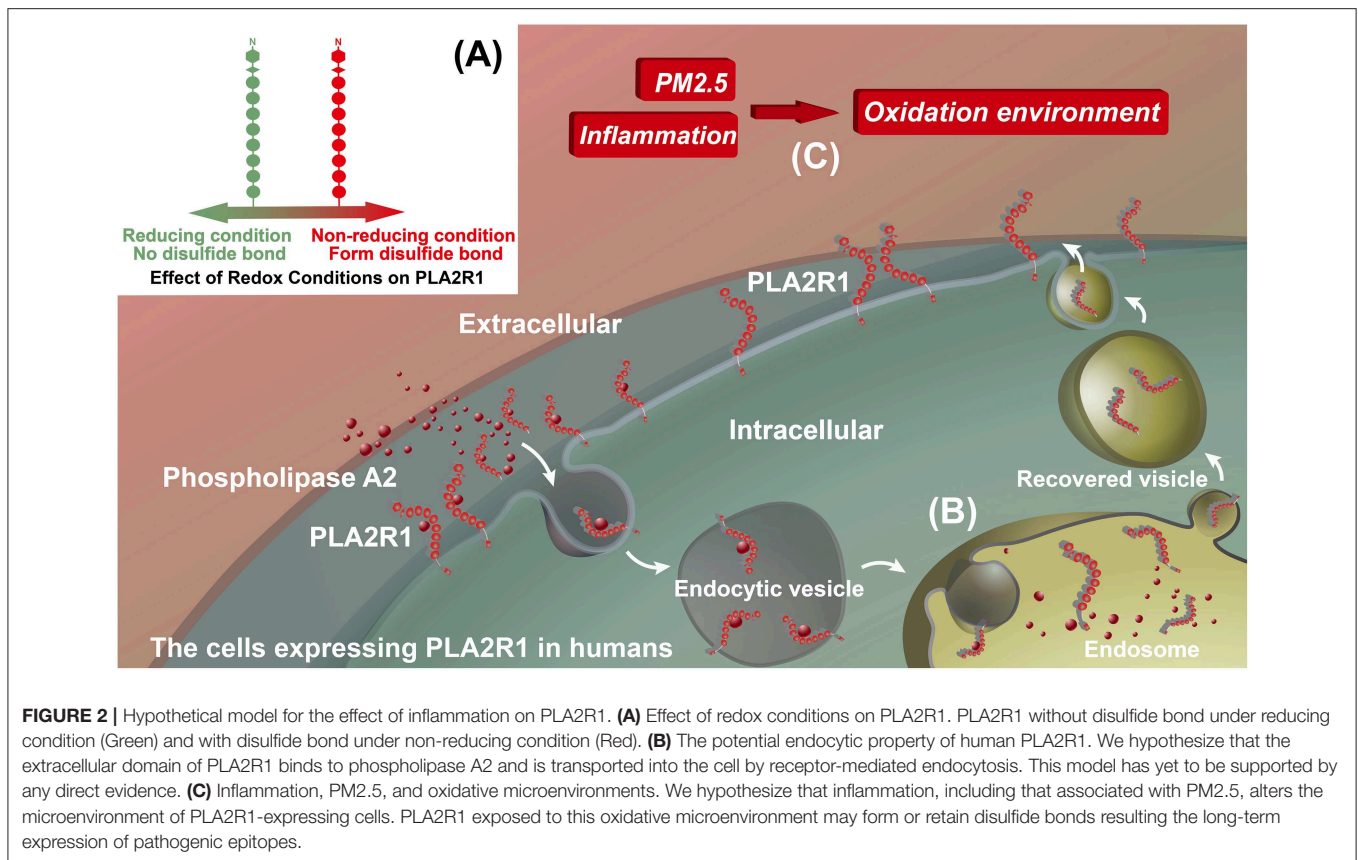 N N
(A)
Reducing condition
No disulfide bond
Non-reducing condition
Form disulfide bond
Effect of Redox Conditions on PLA2R1
PM2.5
Inflammation
Oxidation environment
(C)
PLA2R1
Extracellular
Intracellular
Phospholipase A2
PLA2R1
Recovered visicle
(B)
Endocytic vesicle
Endosome
The cells expressing PLA2R1 in humans
FIGURE 2 | Hypothetical model for the effect of inflammation on PLA2R1. (A) Effect of redox conditions on PLA2R1. PLA2R1 without disulfide bond under reducing
condition (Green) and with disulfide bond under non-reducing condition (Red). (B) The potential endocytic property of human PLA2R1. We hypothesize that the
extracellular domain of PLA2R1 binds to phospholipase A2 and is transported into the cell by receptor-mediated endocytosis. This model has yet to be supported by
any direct evidence. (C) Inflammation, PM2.5, and oxidative microenvironments. We hypothesize that inflammation, including that associated with PM2.5, alters the
microenvironment of PLA2R1-expressing cells. PLA2R1 exposed to this oxidative microenvironment may form or retain disulfide bonds resulting the long-term
expression of pathogenic epitopes.